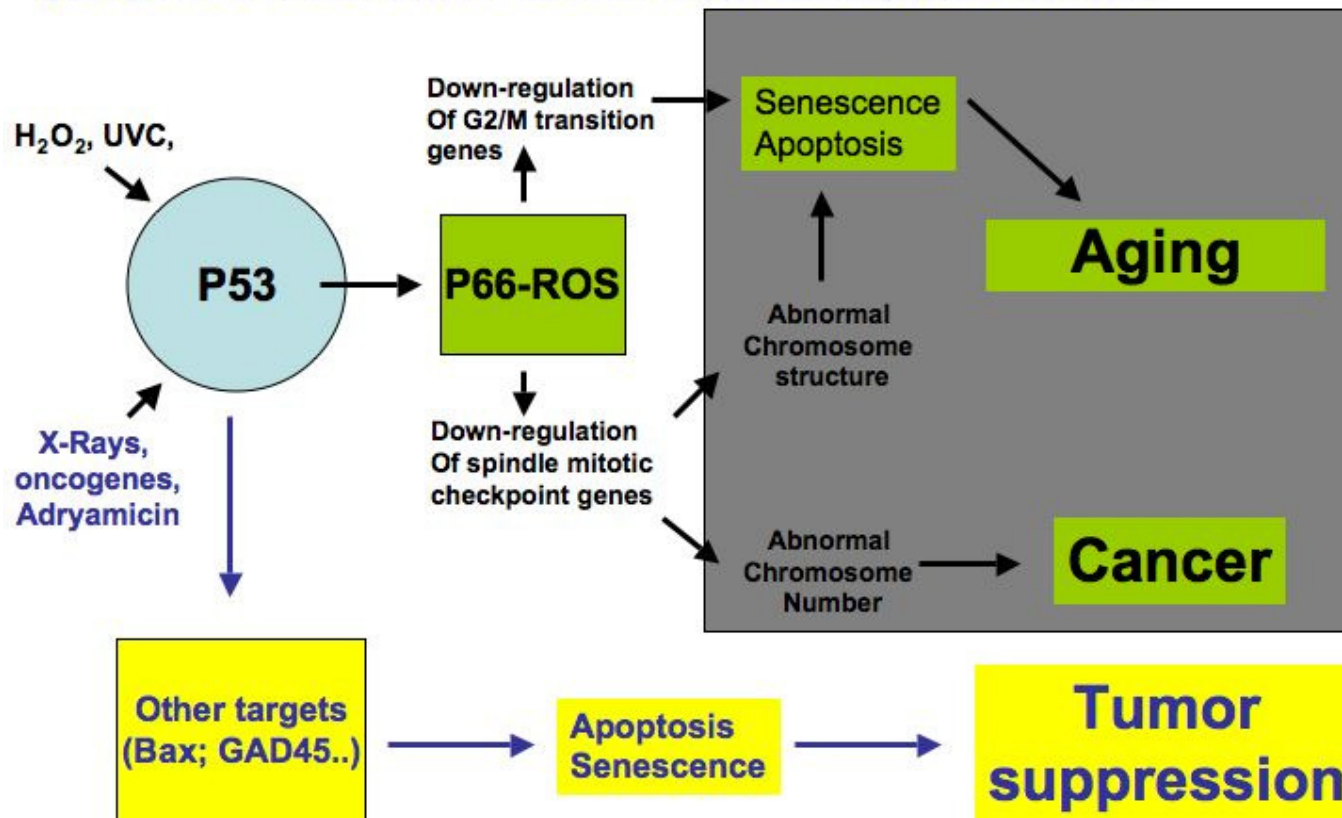 Down-regulation
Of G2/M transition
genes
H₂O₂, UVC,
Senescence
Apoptosis
P53
P66-ROS
Aging
Abnormal
Chromosome
structure
X-Rays,
oncogenes,
Adryamicin
Down-regulation
Of spindle mitotic
checkpoint genes
Abnormal
Chromosome
Number
Cancer
Other targets
(Bax; GAD45..)
Apoptosis
Senescence
Tumor
suppression